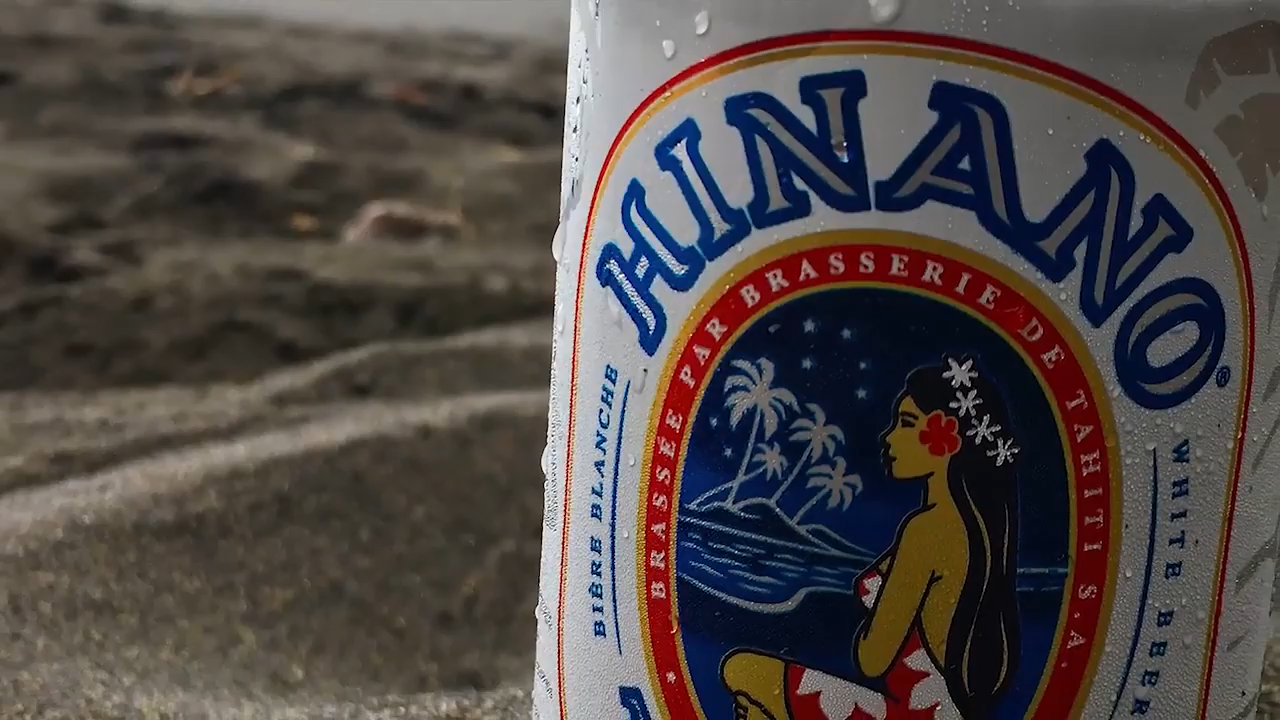 HINANO®
BRASSÉE PAR BRASSERIE DE TAHITI S.A.
BIÈRE BLANCHE
WHITE BEER